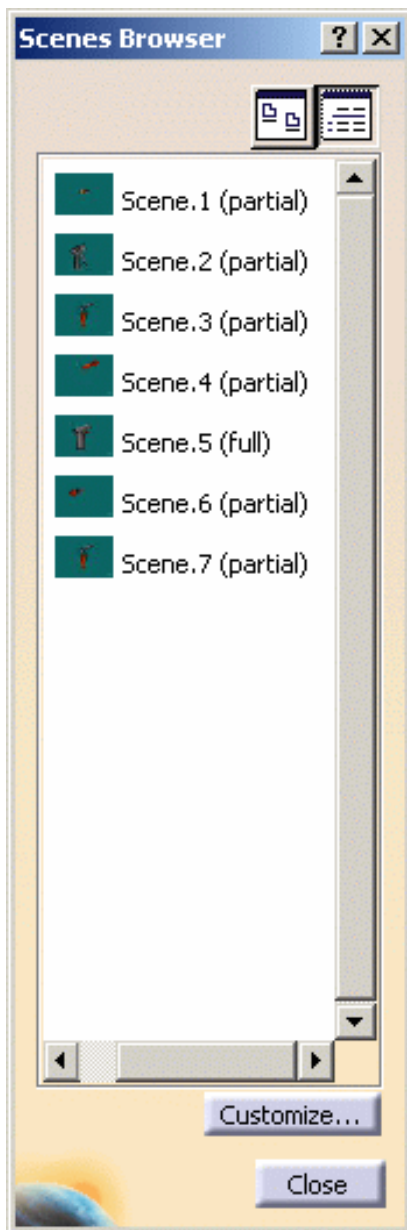 Scenes Browser
Scene.1 (partial)
Scene.2 (partial)
Scene.3 (partial)
Scene.4 (partial)
Scene.5 (full)
Scene.6 (partial)
Scene.7 (partial)
Customize...
Close